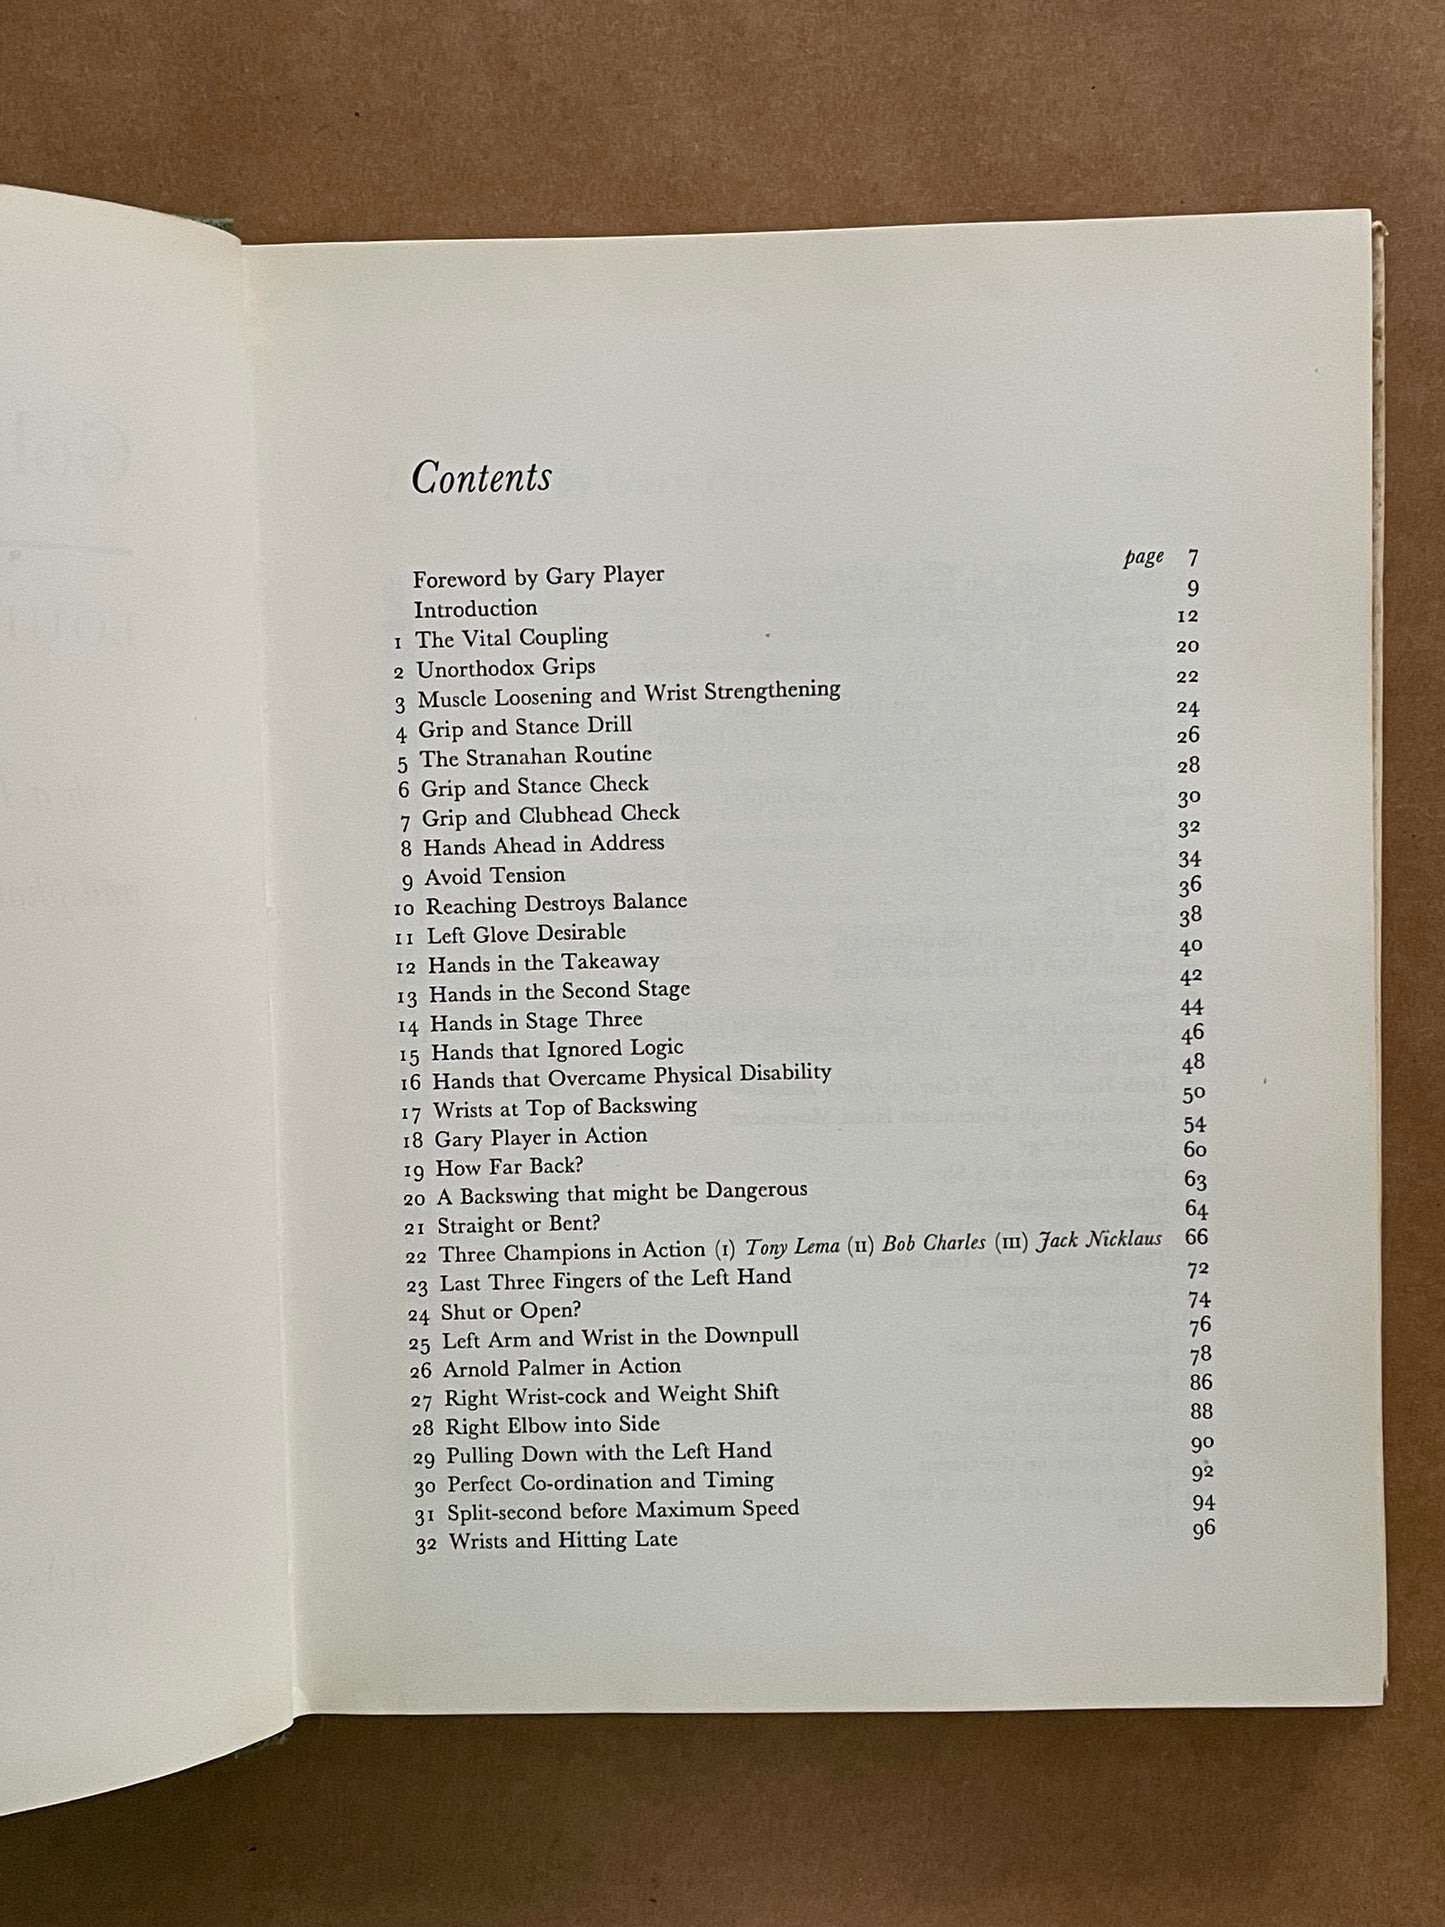 Contents
Foreword by Gary Player page 7
Introduction 9
1 The Vital Coupling 12
2 Unorthodox Grips 20
3 Muscle Loosening and Wrist Strengthening 22
4 Grip and Stance Drill 24
5 The Stranahan Routine 26
6 Grip and Stance Check 28
7 Grip and Clubhead Check 30
8 Hands Ahead in Address 32
9 Avoid Tension 34
10 Reaching Destroys Balance 36
11 Left Glove Desirable 38
12 Hands in the Takeaway 40
13 Hands in the Second Stage 42
14 Hands in Stage Three 44
15 Hands that Ignored Logic 46
16 Hands that Overcame Physical Disability 48
17 Wrists at Top of Backswing 50
18 Gary Player in Action 54
19 How Far Back? 60
20 A Backswing that might be Dangerous 63
21 Straight or Bent? 64
22 Three Champions in Action (I) Tony Lema (II) Bob Charles (III) Jack Nicklaus 66
23 Last Three Fingers of the Left Hand 72
24 Shut or Open? 74
25 Left Arm and Wrist in the Downpull 76
26 Arnold Palmer in Action 78
27 Right Wrist-cock and Weight Shift 86
28 Right Elbow into Side 88
29 Pulling Down with the Left Hand 90
30 Perfect Co-ordination and Timing 92
31 Split-second before Maximum Speed 94
32 Wrists and Hitting Late 96